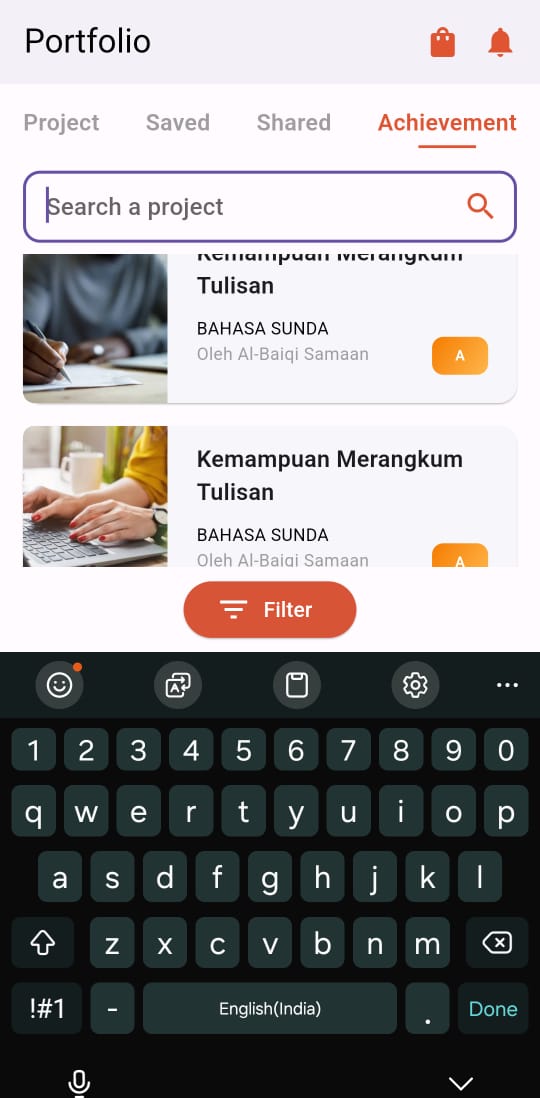 Portfolio
Project Saved Shared Achievement
Search a project
Kemampuan Merangkum
Tulisan
BAHASA SUNDA
Oleh Al-Baiqi Samaan
A
Kemampuan Merangkum
Tulisan
BAHASA SUNDA
Oleh Al-Baiqi Samaan
A
Filter
1 2 3 4 5 6 7 8 9 0
q w e r t y u i o p
a s d f g h j k l
z x c v b n m
!#1 - English(India) . Done